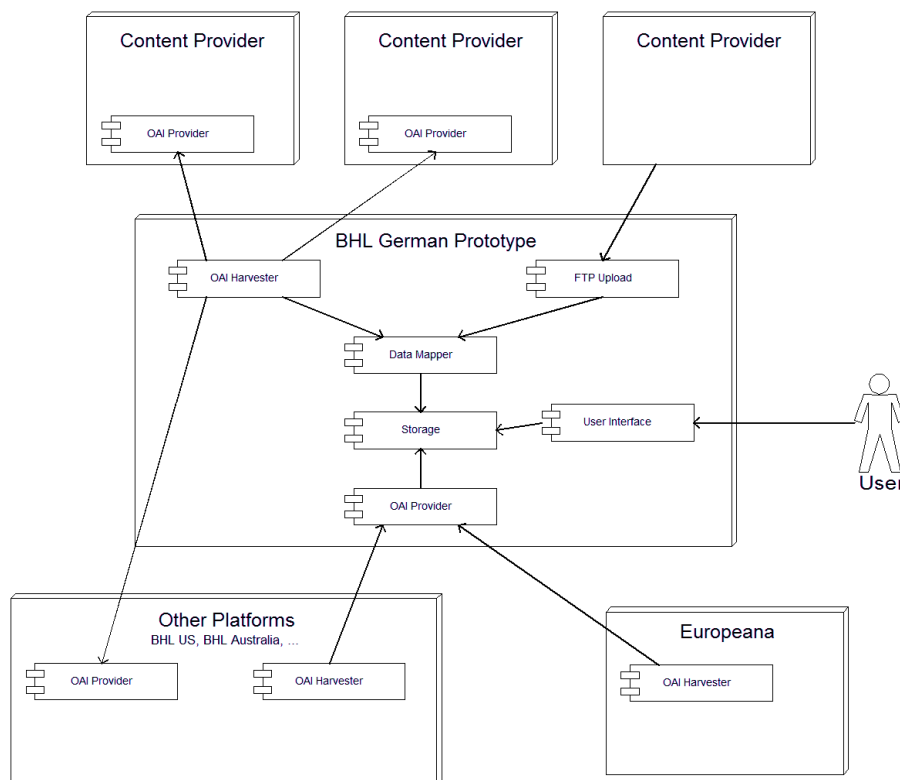 Content Provider
Content Provider
Content Provider
OAI Provider
OAI Provider
BHL German Prototype
OAI Harvester
FTP Upload
Data Mapper
Storage
User Interface
User
OAI Provider
Other Platforms
BHL US, BHL Australia, ...
Europeana
OAI Provider
OAI Harvester
OAI Harvester